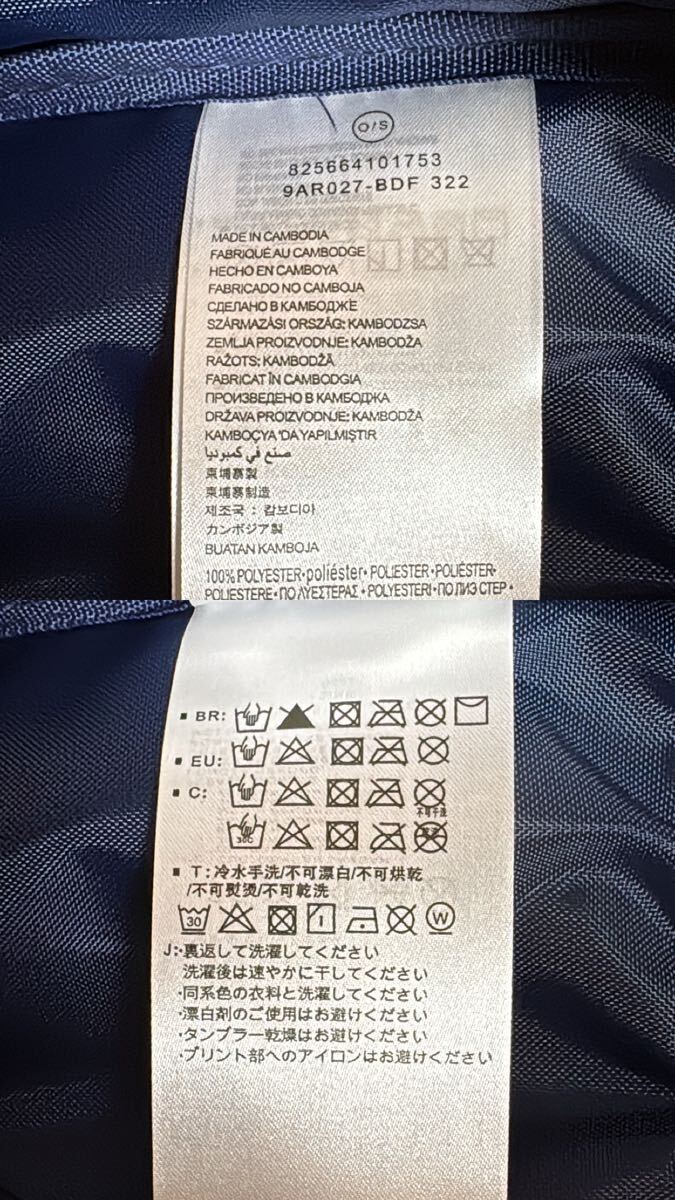 O/S
825664101753
9AR027-BDF 322
MADE IN CAMBODIA
FABRIQUÉ AU CAMBODGE
HECHO EN CAMBOYA
FABRICADO NO CAMBOJA
СДЕЛАНО В КАМБОДЖЕ
SZÁRMAZÁSI ORSZÁG: KAMBODZSA
ZEMLJA PROIZVODNJE: KAMBODŽA
RAŽOTS: KAMBODŽĀ
FABRICAT ÎN CAMBODGIA
ПРОИЗВЕДЕНО В КАМБОДЖА
DRŽAVA PROIZVODNJE: KAMBODŽA
KAMBOÇYA 'DA YAPILMIŞTIR
صنع في كمبوديا
柬埔寨製
柬埔寨制造
제조국 : 캄보디아
カンボジア製
BUATAN KAMBOJA
100% POLYESTER•poliéster• POLIESTER •POLIÉSTER•
POLIESTERE•ΠΟΛΥΕΣΤΕΡΑΣ •POLYESTERI•ПО ЛИЭ СТЕР •
▪ BR:
▪ EU:
▪ C:
不可干洗
30C
▪ T:冷水手洗/不可漂白/不可烘乾
/不可熨燙/不可乾洗
30 1 W
J:•裏返して洗濯してください
洗濯後は速やかに干してください
・同系色の衣料と洗濯してください
・漂白剤のご使用はお避けください
・タンブラー乾燥はお避けください
・プリント部へのアイロンはお避けください